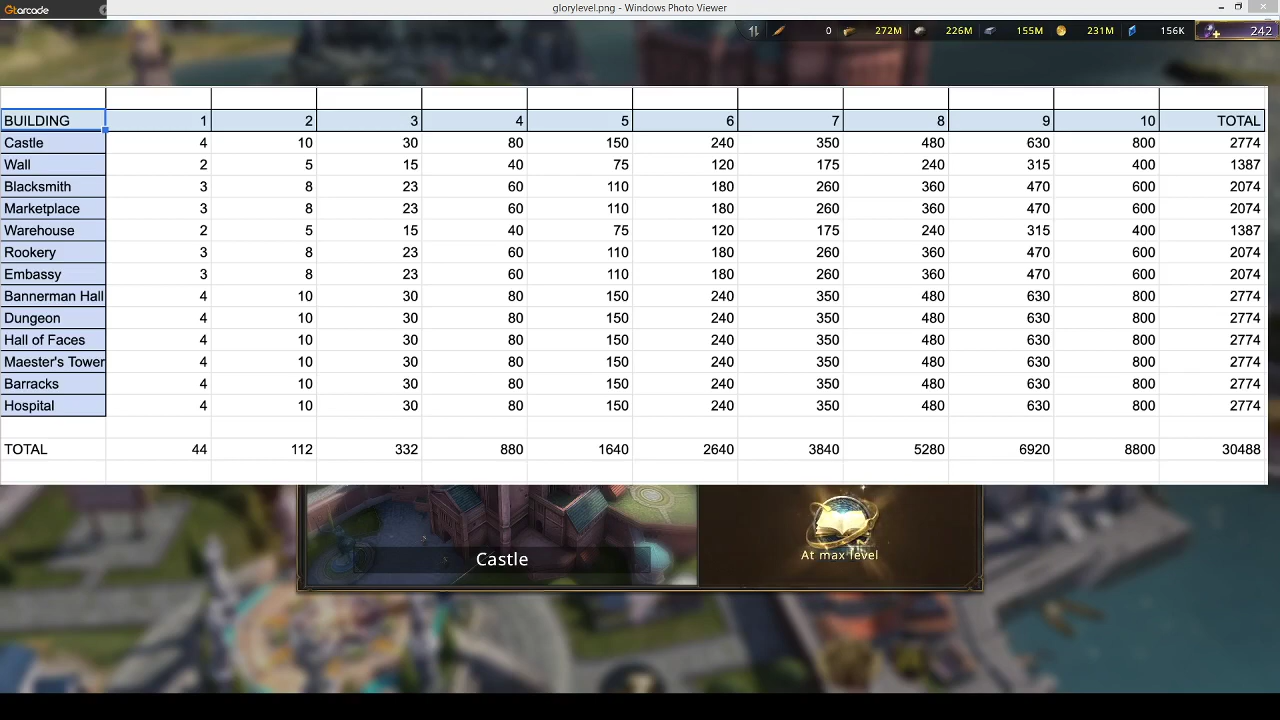 GTarcade
glorylevel.png - Windows Photo Viewer
0 272M 226M 155M 231M 156K 242
BUILDING 1 2 3 4 5 6 7 8 9 10 TOTAL
Castle 4 10 30 80 150 240 350 480 630 800 2774
Wall 2 5 15 40 75 120 175 240 315 400 1387
Blacksmith 3 8 23 60 110 180 260 360 470 600 2074
Marketplace 3 8 23 60 110 180 260 360 470 600 2074
Warehouse 2 5 15 40 75 120 175 240 315 400 1387
Rookery 3 8 23 60 110 180 260 360 470 600 2074
Embassy 3 8 23 60 110 180 260 360 470 600 2074
Bannerman Hall 4 10 30 80 150 240 350 480 630 800 2774
Dungeon 4 10 30 80 150 240 350 480 630 800 2774
Hall of Faces 4 10 30 80 150 240 350 480 630 800 2774
Maester's Tower 4 10 30 80 150 240 350 480 630 800 2774
Barracks 4 10 30 80 150 240 350 480 630 800 2774
Hospital 4 10 30 80 150 240 350 480 630 800 2774
TOTAL 44 112 332 880 1640 2640 3840 5280 6920 8800 30488
Castle
At max level